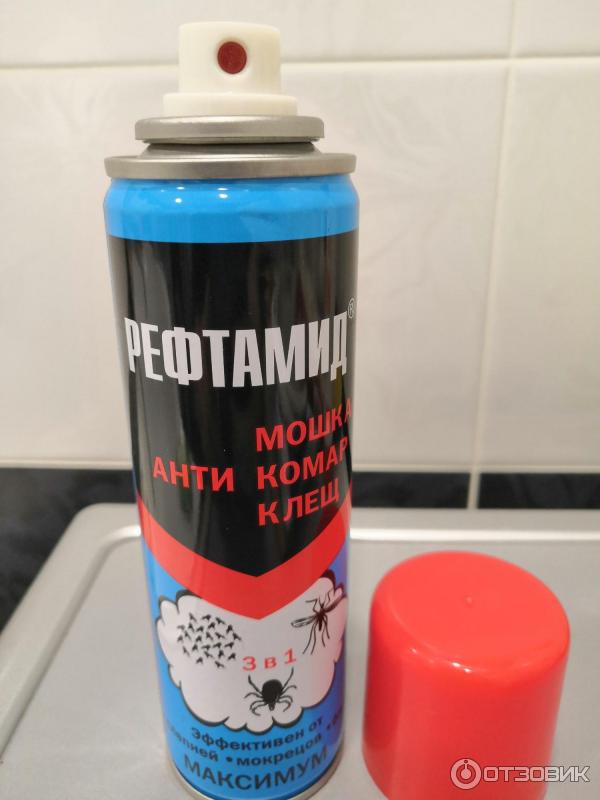 РЕФТАМИД®
МОШКА
АНТИ КОМАР
КЛЕЩ
3 в 1
Эффективен от
мокрецов •
МАКСИМУМ
ОТЗОВИК